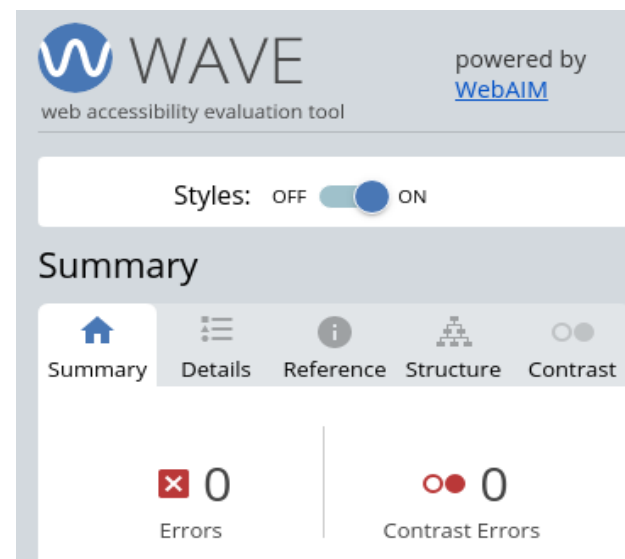 WAVE
powered by
WebAIM
web accessibility evaluation tool
Styles: OFF ON
Summary
Summary Details Reference Structure Contrast
0 0
Errors Contrast Errors